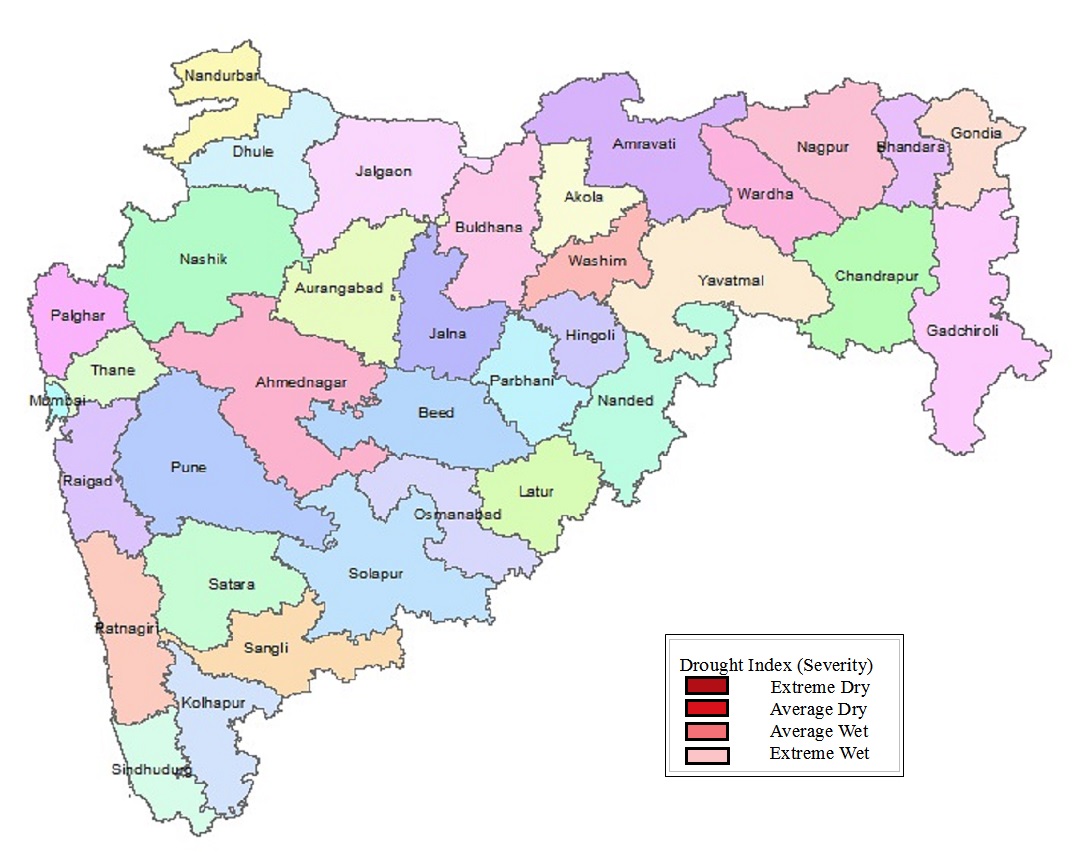 Nandurbar
Dhule
Jalgaon
Amravati
Nagpur
Bhandara
Gondia
Akola
Wardha
Buldhana
Nashik
Washim
Aurangabad
Yavatmal
Chandrapur
Palghar
Jalna
Hingoli
Gadchiroli
Thane
Ahmednagar
Parbhani
Mumbai
Beed
Nanded
Pune
Raigad
Latur
Osmanabad
Satara
Solapur
Ratnagiri
Sangli
Kolhapur
Sindhudurg
Drought Index (Severity)
Extreme Dry
Average Dry
Average Wet
Extreme Wet